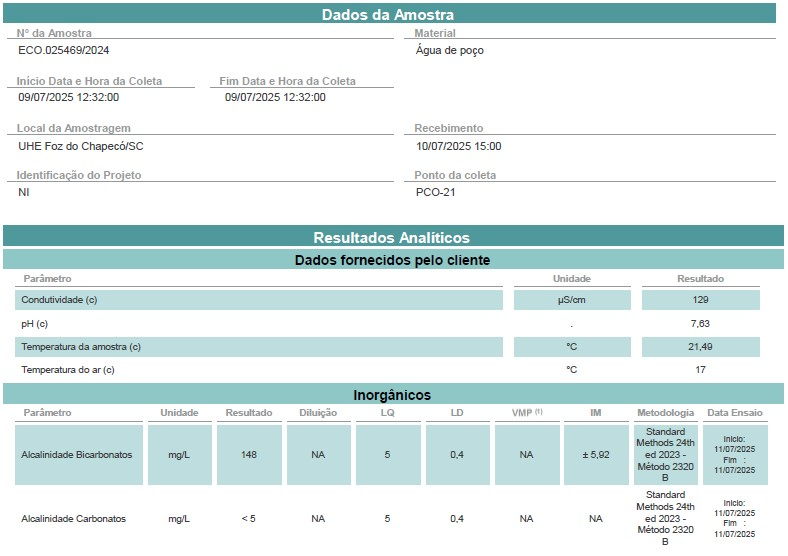 Dados da Amostra
Nº da Amostra Material
ECO.025469/2024 Água de poço
Início Data e Hora da Coleta Fim Data e Hora da Coleta
09/07/2025 12:32:00 09/07/2025 12:32:00
Local da Amostragem Recebimento
UHE Foz do Chapecó/SC 10/07/2025 15:00
Identificação do Projeto Ponto da coleta
NI PCO-21
Resultados Analíticos
Dados fornecidos pelo cliente
Parâmetro Unidade Resultado
Condutividade (c) µS/cm 129
pH (c) . 7,63
Temperatura da amostra (c) °C 21,49
Temperatura do ar (c) °C 17
Inorgânicos
Parâmetro Unidade Resultado Diluição LQ LD VMP (1) IM Metodologia Data Ensaio
Alcalinidade Bicarbonatos mg/L 148 NA 5 0,4 NA ± 5,92
Standard
Methods 24th
ed 2023 -
Método 2320
B
Início:
11/07/2025
Fim :
11/07/2025
Alcalinidade Carbonatos mg/L < 5 NA 5 0,4 NA NA
Standard
Methods 24th
ed 2023 -
Método 2320
B
Início:
11/07/2025
Fim :
11/07/2025